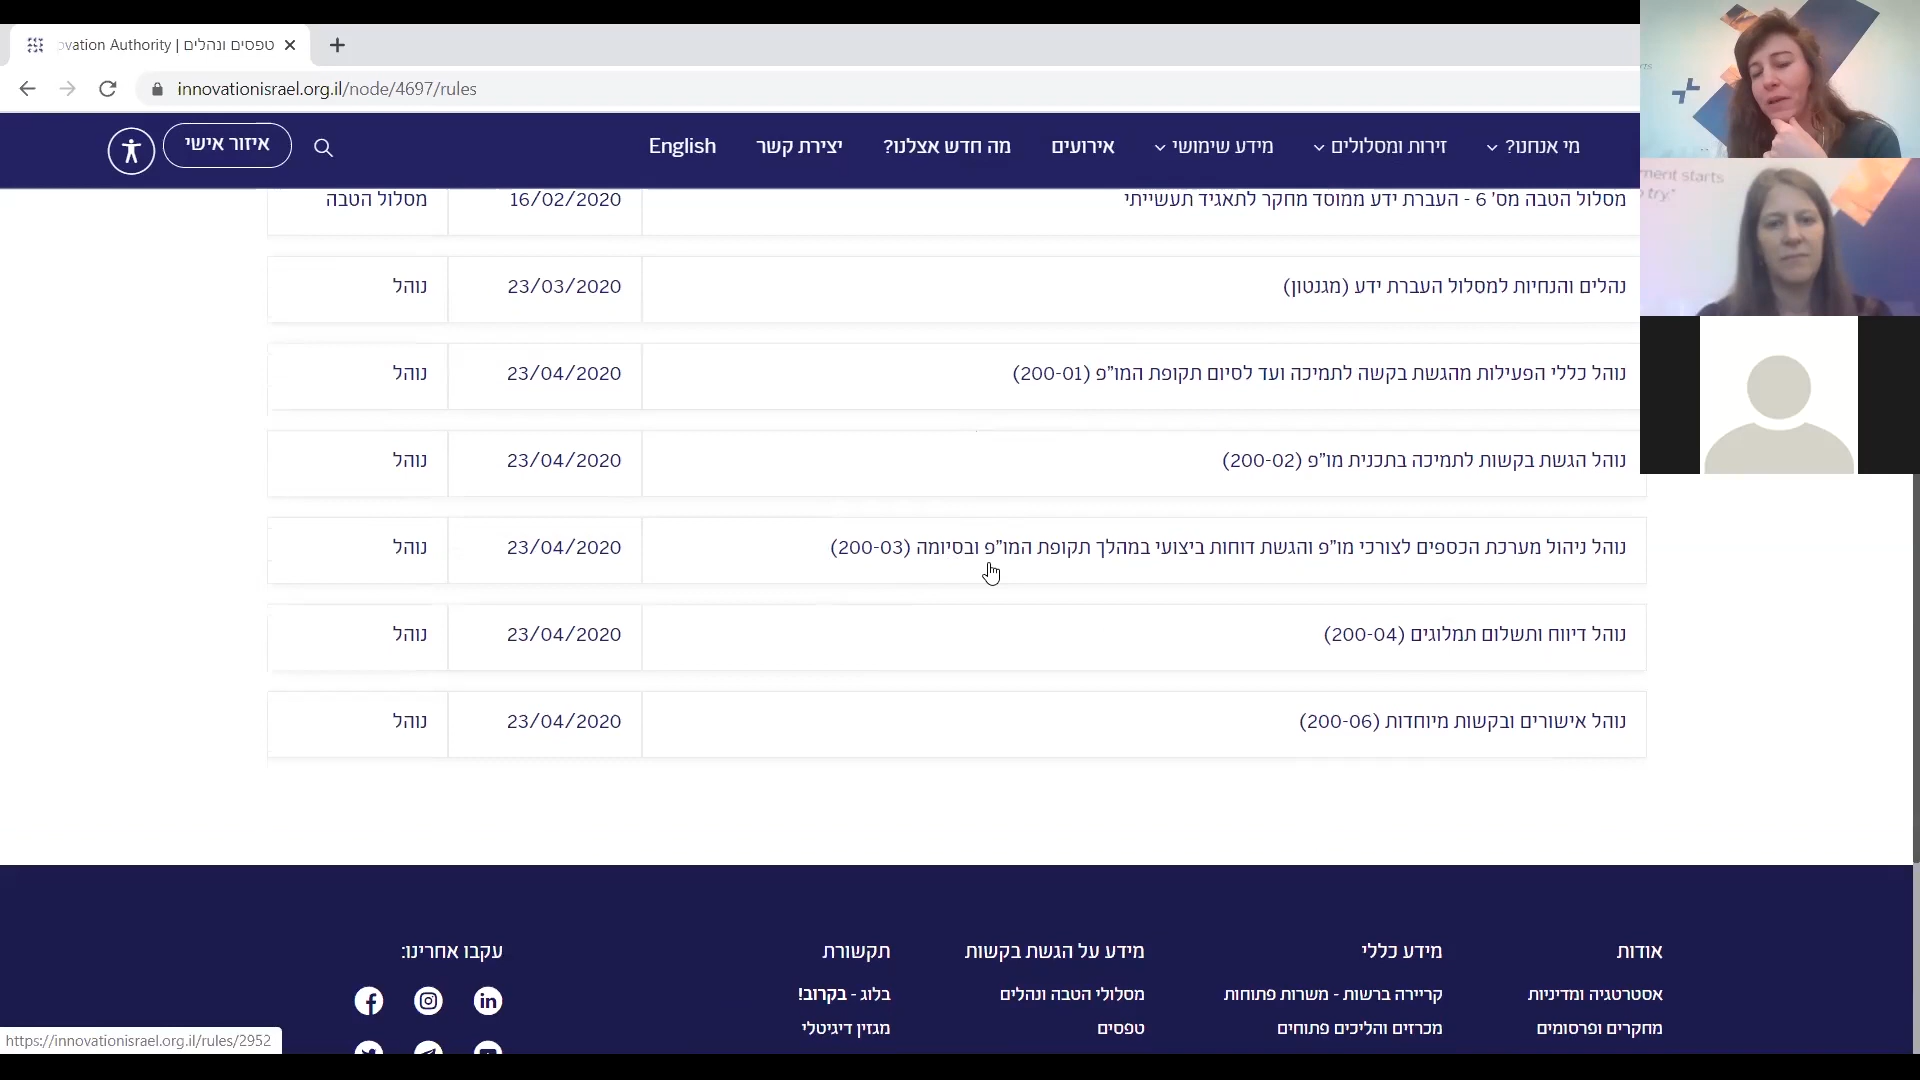 טפסים ונהלים | ovation Authority
innovationisrael.org.il/node/4697/rules
מי אנחנו? זירות ומסלולים מידע שימושי אירועים מה חדש אצלנו? יצירת קשר English איזור אישי
מסלול הטבה מס' 6 - העברת ידע ממוסד מחקר לתאגיד תעשייתי 16/02/2020 מסלול הטבה
נהלים והנחיות למסלול העברת ידע (מגנטון) 23/03/2020 נוהל
נוהל כללי הפעילות מהגשת בקשה לתמיכה ועד לסיום תקופת המו"פ (200-01) 23/04/2020 נוהל
נוהל הגשת בקשות לתמיכה בתכנית מו"פ (200-02) 23/04/2020 נוהל
נוהל ניהול מערכת הכספים לצורכי מו"פ והגשת דוחות ביצועי במהלך תקופת המו"פ ובסיומה (200-03) 23/04/2020 נוהל
נוהל דיווח ותשלום תמלוגים (200-04) 23/04/2020 נוהל
נוהל אישורים ובקשות מיוחדות (200-06) 23/04/2020 נוהל
אודות מידע כללי מידע על הגשת בקשות תקשורת עקבו אחרינו:
אסטרטגיה ומדיניות קריירה ברשות - משרות פתוחות מסלולי הטבה ונהלים בלוג - בקרוב!
מחקרים ופרסומים מכרזים והליכים פתוחים טפסים מגזין דיגיטלי
https://innovationisrael.org.il/rules/2952
ment starts
try."